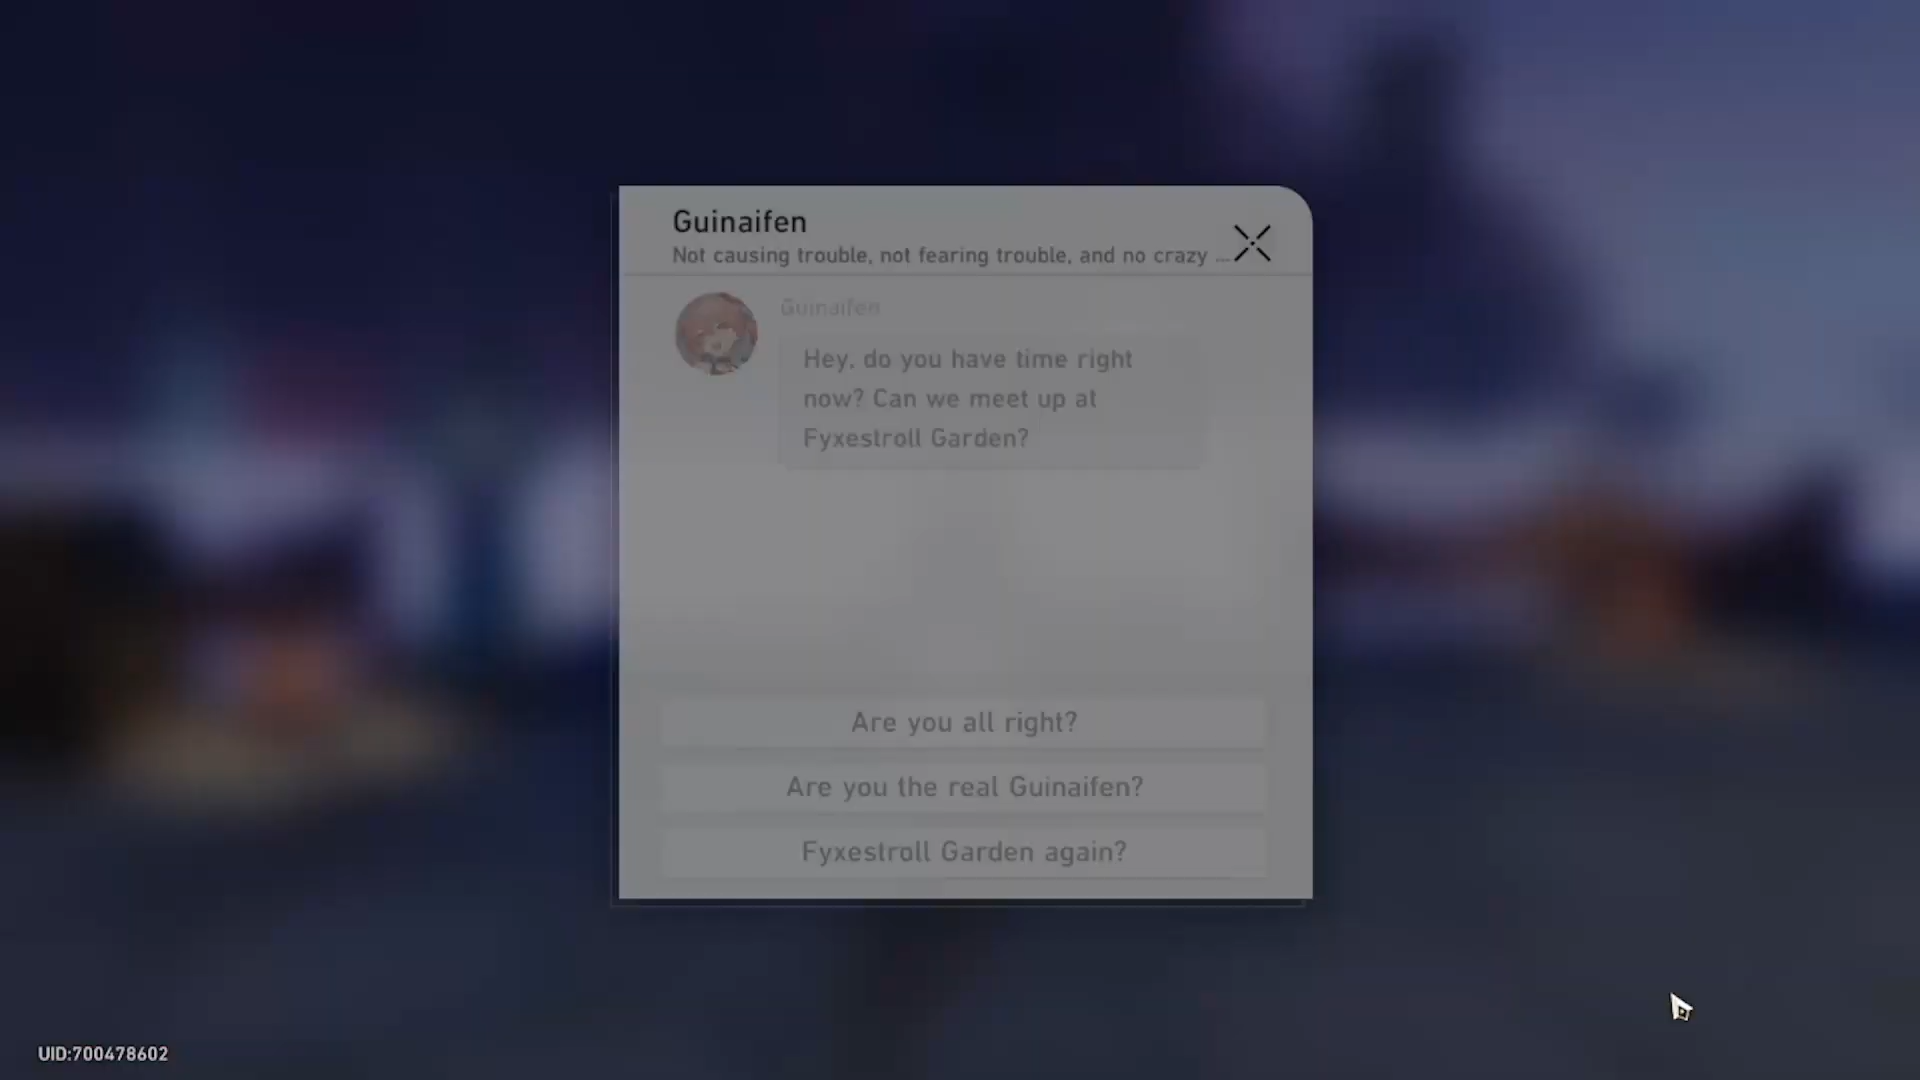 Guinaifen
Not causing trouble, not fearing trouble, and no crazy ...
Guinaifen
Hey, do you have time right
now? Can we meet up at
Fyxestroll Garden?
Are you all right?
Are you the real Guinaifen?
Fyxestroll Garden again?
UID:700478602